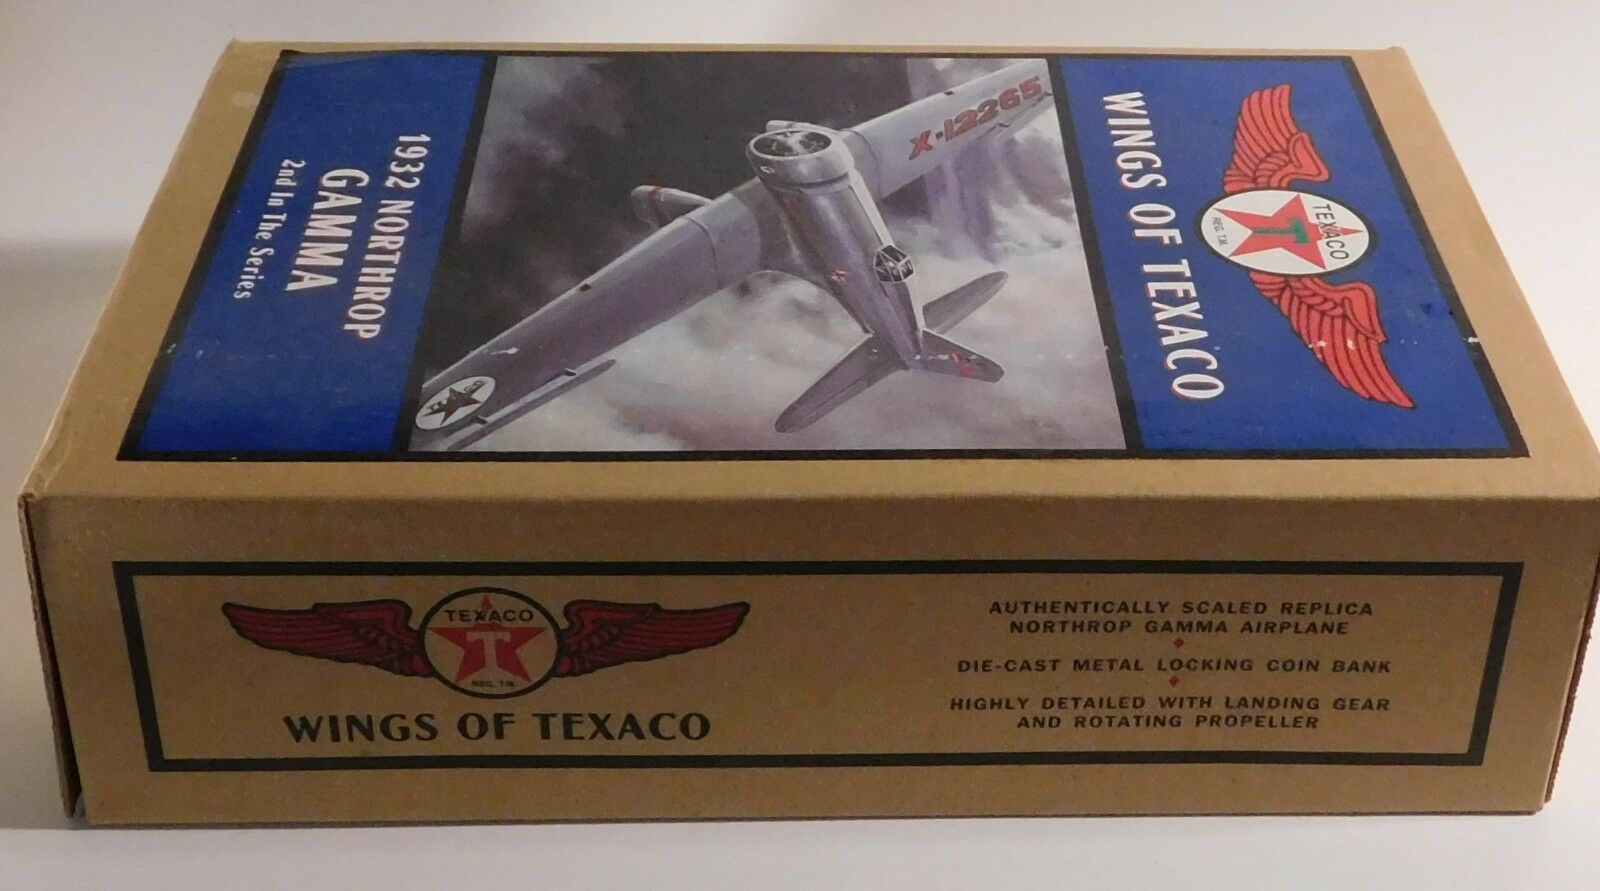 WINGS OF TEXACO
TEXACO
T
REG. T.M.
X-12265
1932 NORTHROP
GAMMA
2nd In The Series
TEXACO
T
REG. T.M.
WINGS OF TEXACO
AUTHENTICALLY SCALED REPLICA
NORTHROP GAMMA AIRPLANE
DIE-CAST METAL LOCKING COIN BANK
HIGHLY DETAILED WITH LANDING GEAR
AND ROTATING PROPELLER